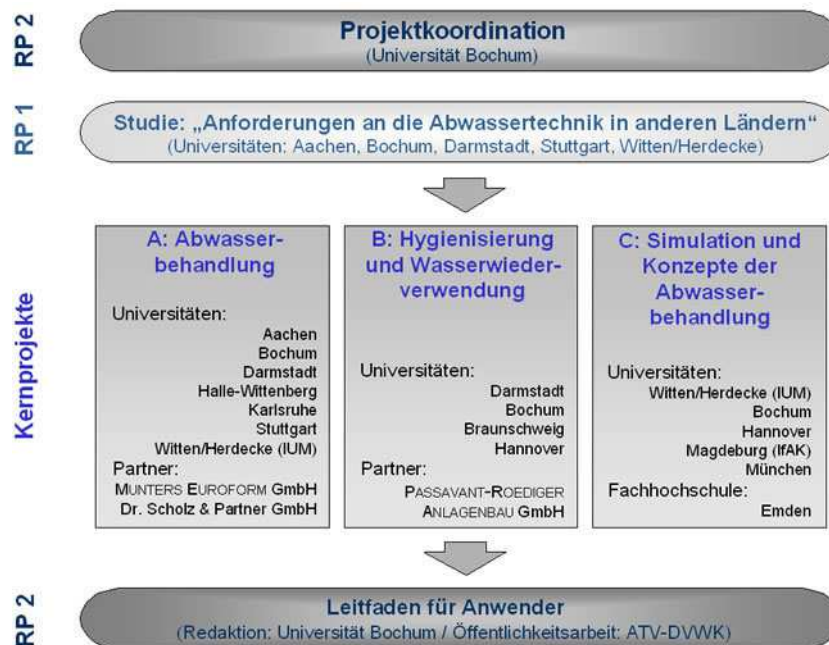 RP 2
Projektkoordination
(Universität Bochum)
RP 1
Studie: „Anforderungen an die Abwassertechnik in anderen Ländern“
(Universitäten: Aachen, Bochum, Darmstadt, Stuttgart, Witten/Herdecke)
Kernprojekte
A: Abwasser-
behandlung
Universitäten:
Aachen
Bochum
Darmstadt
Halle-Wittenberg
Karlsruhe
Stuttgart
Witten/Herdecke (IUM)
Partner:
MUNTERS EUROFORM GmbH
Dr. Scholz & Partner GmbH
B: Hygienisierung
und Wasserwieder-
verwendung
Universitäten:
Darmstadt
Bochum
Braunschweig
Hannover
Partner:
PASSAVANT-ROEDIGER
ANLAGENBAU GmbH
C: Simulation und
Konzepte der
Abwasser-
behandlung
Universitäten:
Witten/Herdecke (IUM)
Bochum
Hannover
Magdeburg (IfAK)
München
Fachhochschule:
Emden
RP 2
Leitfaden für Anwender
(Redaktion: Universität Bochum / Öffentlichkeitsarbeit: ATV-DVWK)